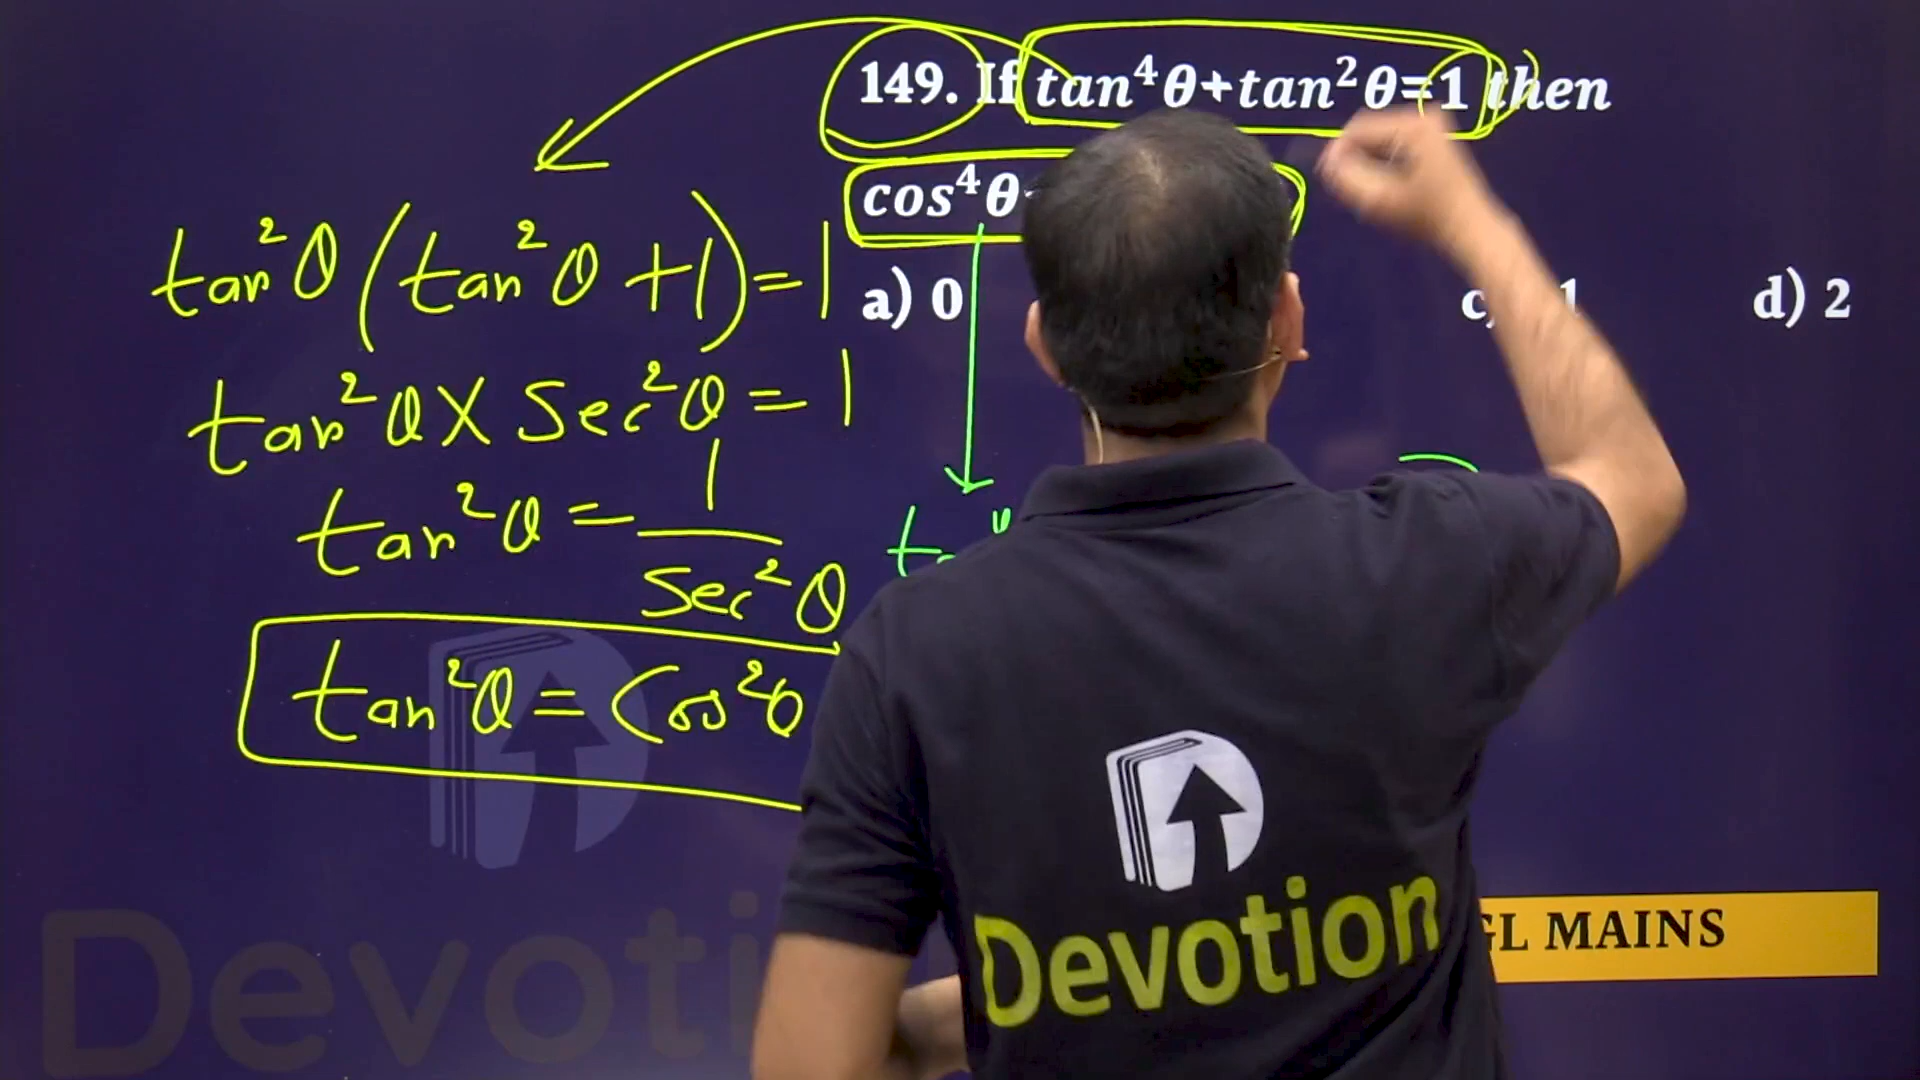 149. If tan⁴θ+tan²θ=1 then
cos⁴θ
a) 0
d) 2
tan²θ (tan²θ +1) = 1
tan²θ X Sec²θ = 1
tan²θ = 1
Sec²θ
tan²θ = Cos²θ
GL MAINS
Devotion
Devoti